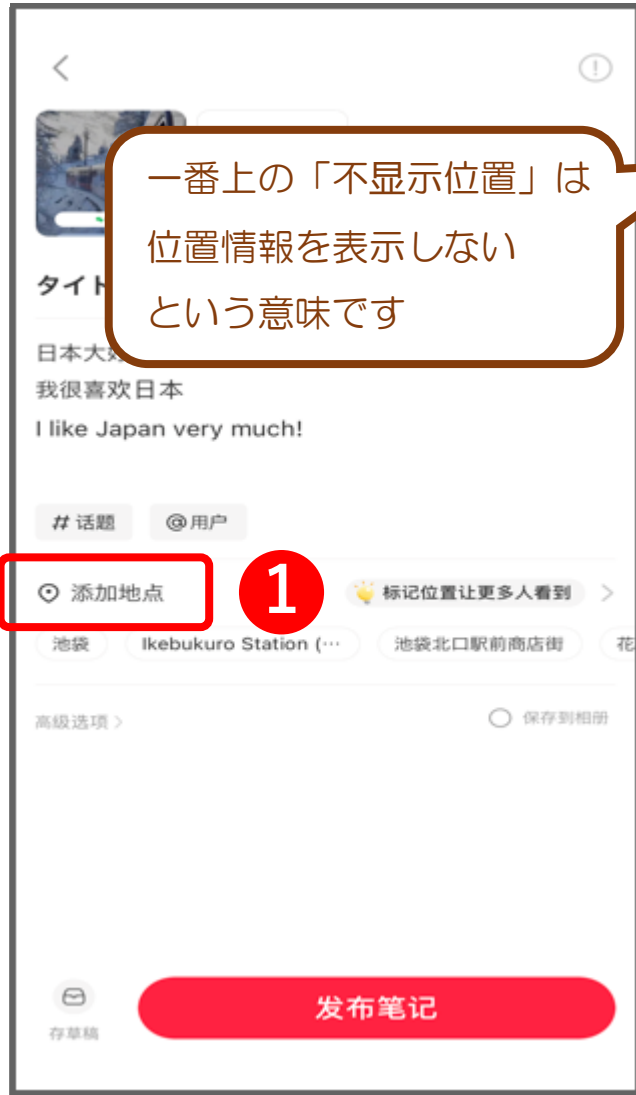 一番上の「不显示位置」は
位置情報を表示しない
という意味です
タイト
日本大好
我很喜欢日本
I like Japan very much!
# 话题 @用户
添加地点 1 标记位置让更多人看到 >
池袋 Ikebukuro Station (… 池袋北口駅前商店街 花
高级选项 > 保存到相册
存草稿 发布笔记